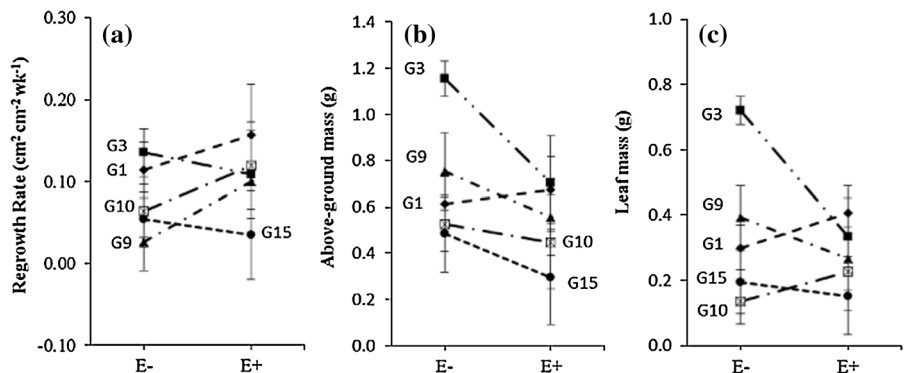 (a)
Regrowth Rate (cm² cm⁻² wk⁻¹)
0.30
0.20
0.10
0.00
-0.10
G3
G1
G10
G9
G15
E-
E+
(b)
Above-ground mass (g)
1.4
1.2
1.0
0.8
0.6
0.4
0.2
0.0
G3
G9
G1
G10
G15
E-
E+
(c)
Leaf mass (g)
1.0
0.8
0.6
0.4
0.2
0.0
G3
G9
G1
G15
G10
E-
E+